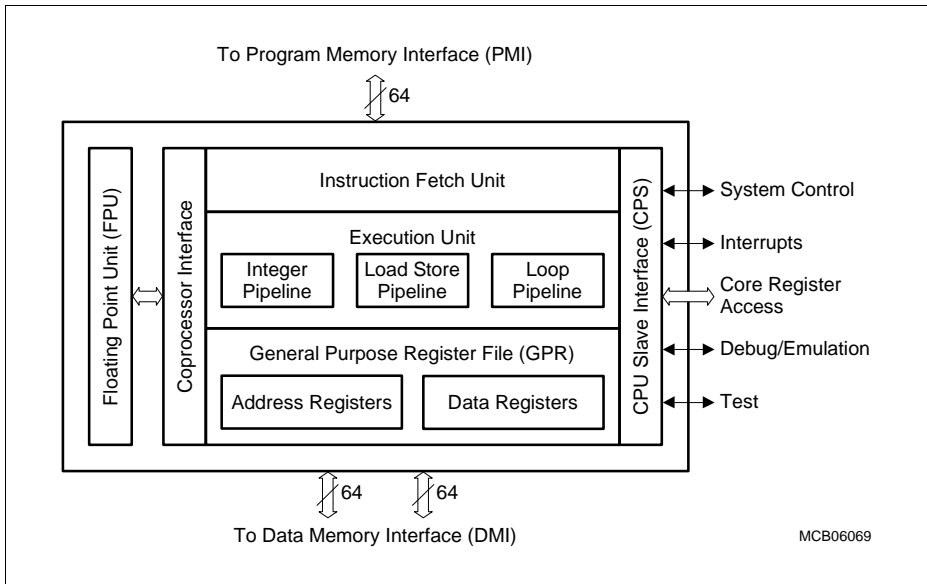 To Program Memory Interface (PMI)
64
Floating Point Unit (FPU)
Coprocessor Interface
Instruction Fetch Unit
Execution Unit
Integer
Pipeline
Load Store
Pipeline
Loop
Pipeline
General Purpose Register File (GPR)
Address Registers
Data Registers
CPU Slave Interface (CPS)
System Control
Interrupts
Core Register
Access
Debug/Emulation
Test
64
64
To Data Memory Interface (DMI)
MCB06069